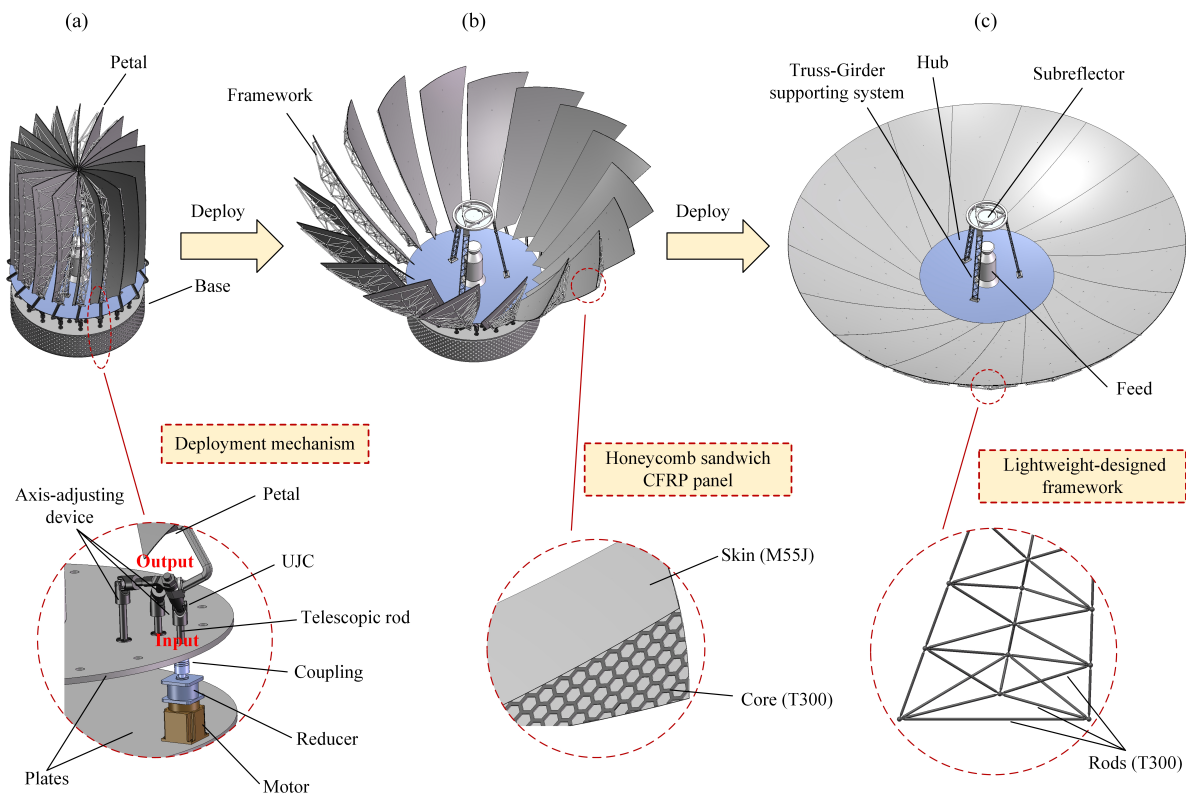 (a)
(b)
(c)
Petal
Framework
Truss-Girder
supporting system
Hub
Subreflector
Deploy
Deploy
Base
Feed
Deployment mechanism
Honeycomb sandwich
CFRP panel
Lightweight-designed
framework
Axis-adjusting
device
Petal
Output
UJC
Telescopic rod
Input
Coupling
Reducer
Plates
Motor
Skin (M55J)
Core (T300)
Rods (T300)